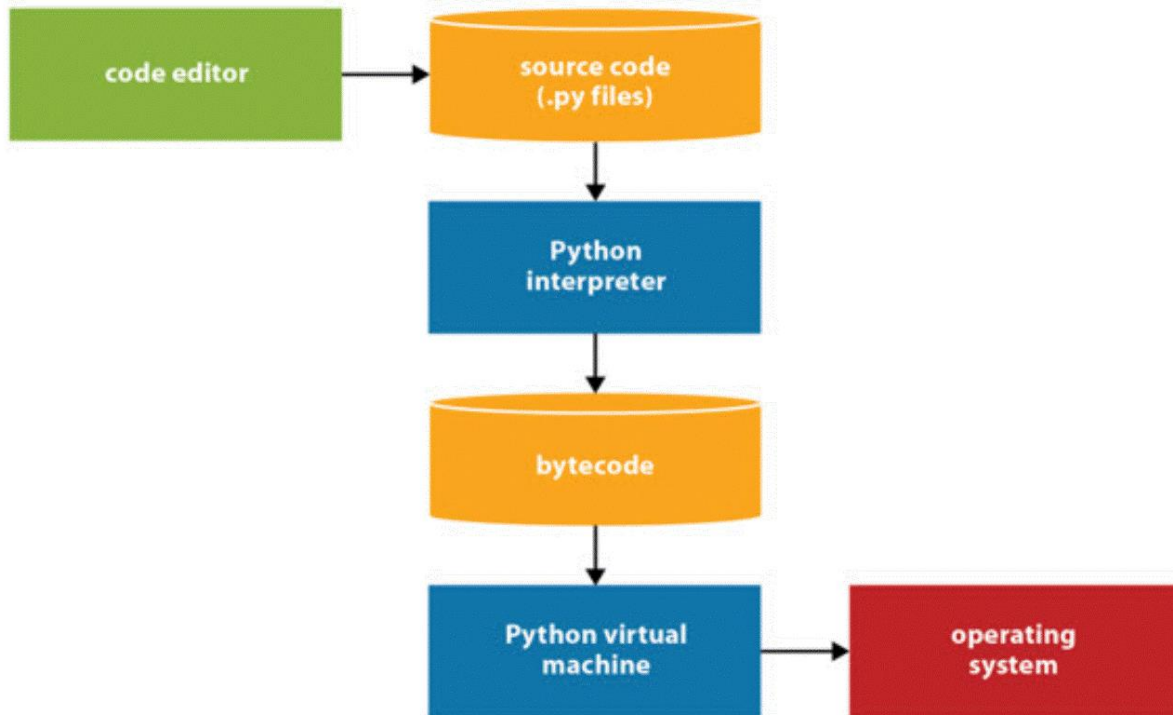 code editor
source code
(.py files)
Python
interpreter
bytecode
Python virtual
machine
operating
system